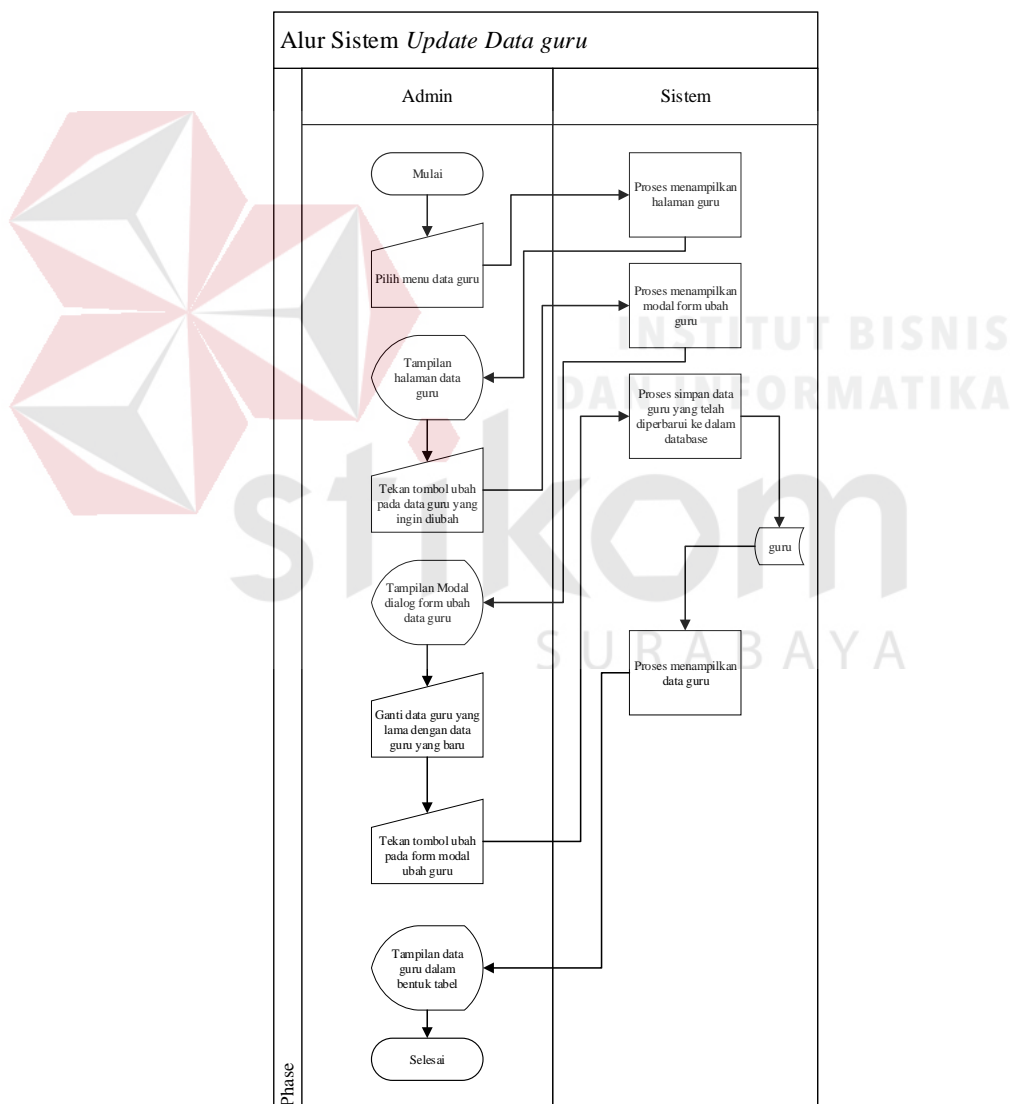 Alur Sistem Update Data guru
Phase
Admin
Sistem
Mulai
Pilih menu data guru
Proses menampilkan
halaman guru
Tampilan
halaman data
guru
Tekan tombol ubah
pada data guru yang
ingin diubah
Proses menampilkan
modal form ubah
guru
Tampilan Modal
dialog form ubah
data guru
Ganti data guru yang
lama dengan data
guru yang baru
Tekan tombol ubah
pada form modal
ubah guru
Proses simpan data
guru yang telah
diperbarui ke dalam
database
guru
Proses menampilkan
data guru
Tampilan data
guru dalam
bentuk tabel
Selesai
INSTITUT BISNIS
DAN INFORMATIKA
stikom
SURABAYA